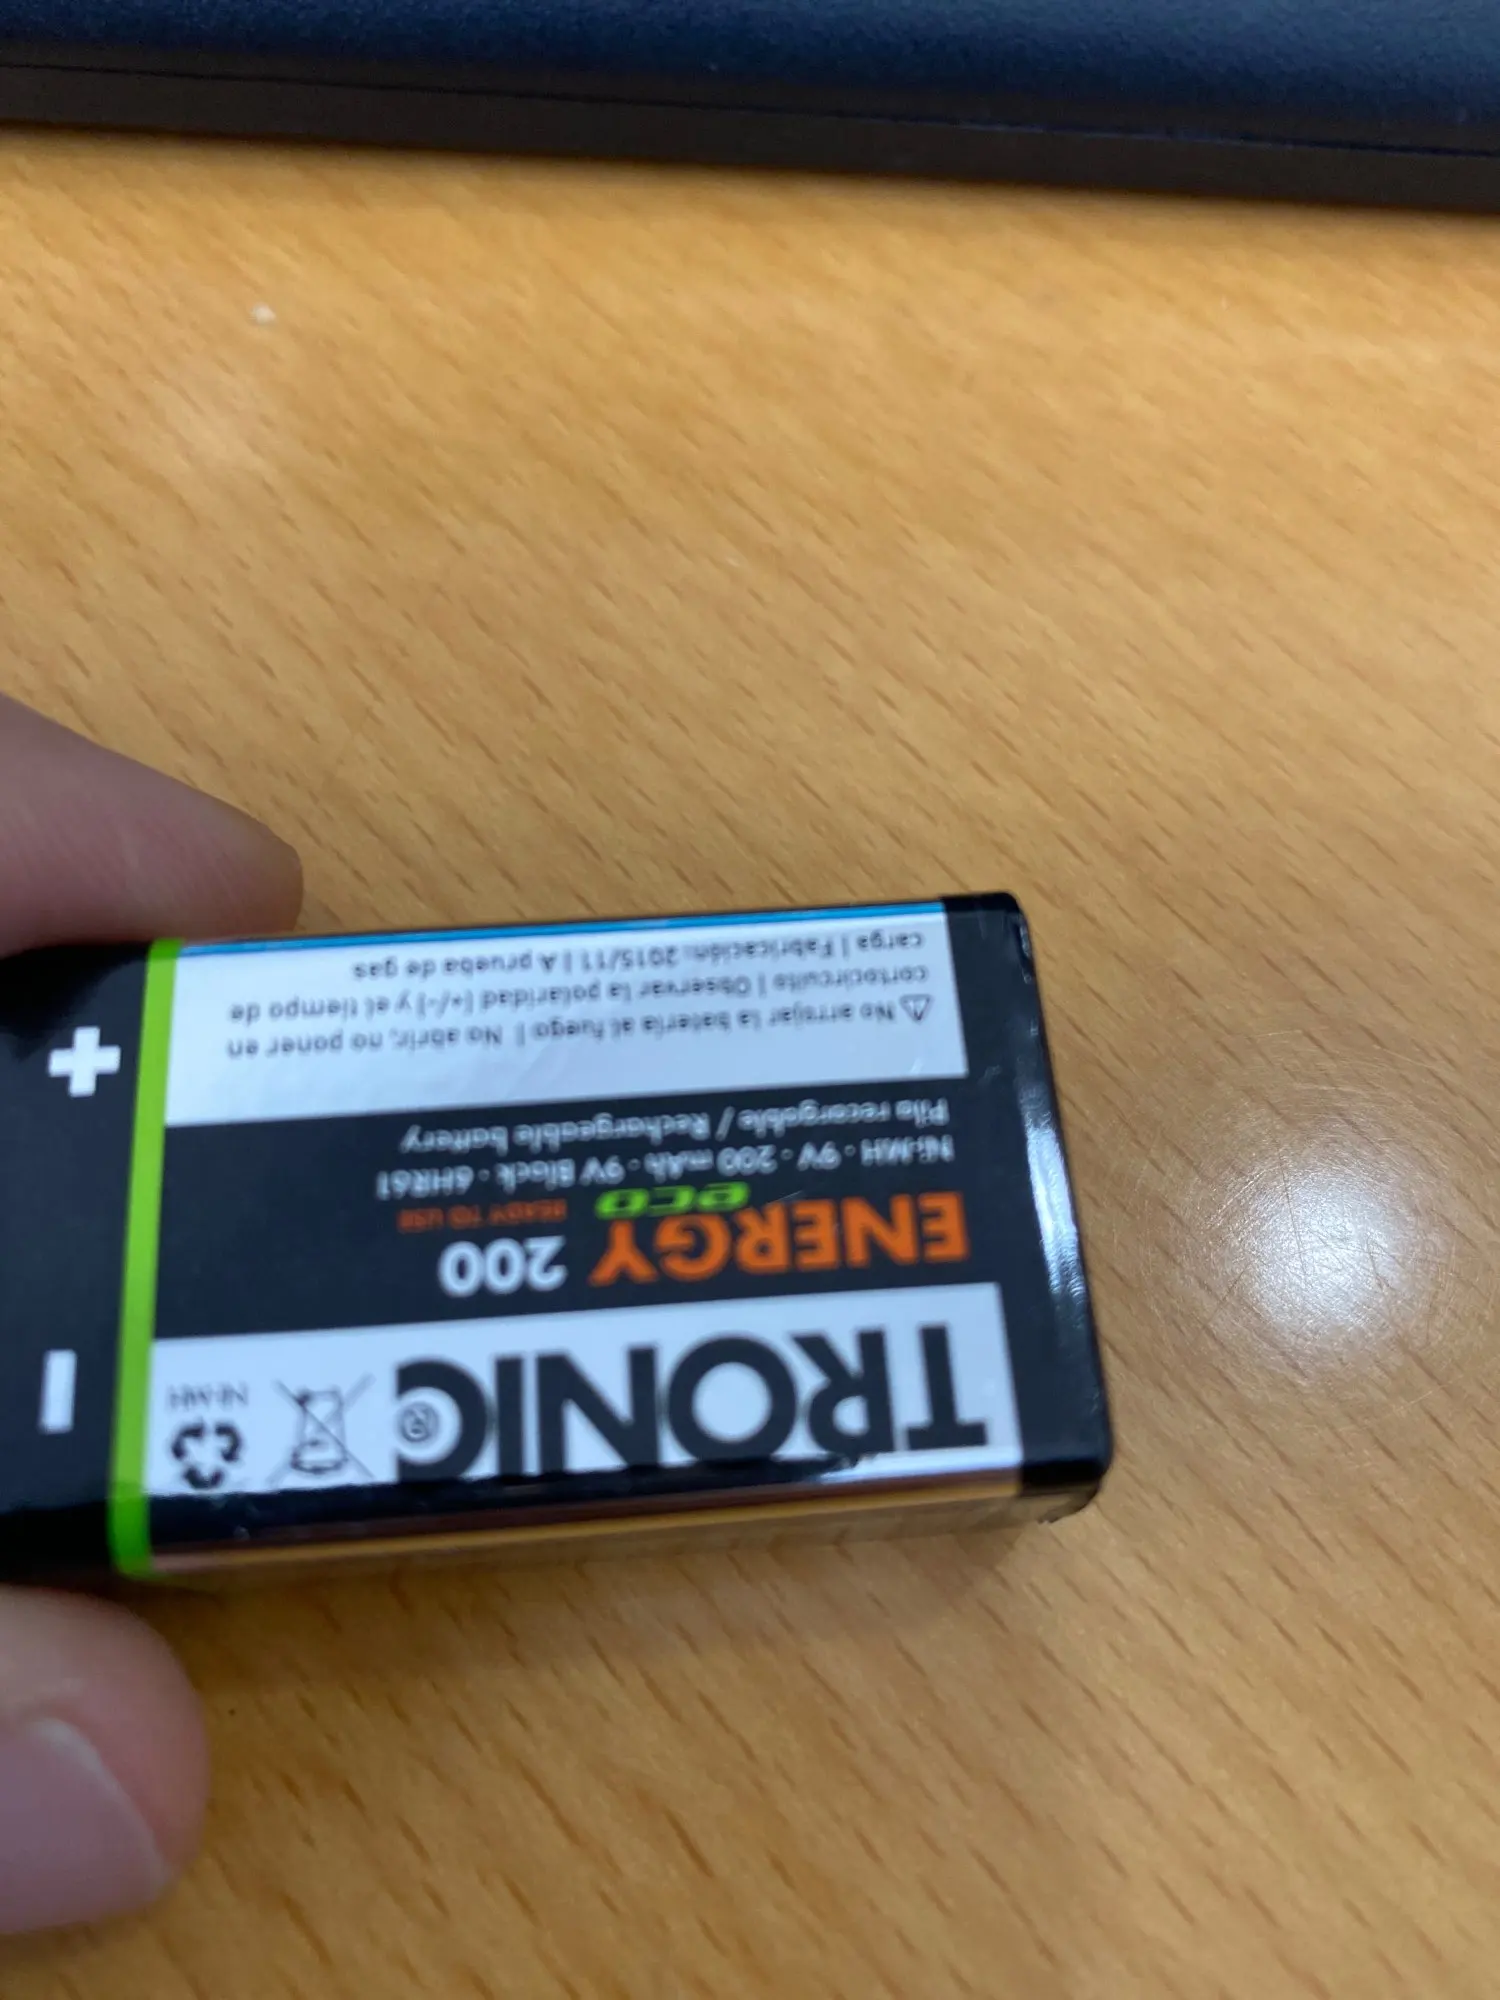 TRONIC®
Ni-MH
ENERGY 200
eco READY TO USE
Ni-MH · 9V · 200 mAh · 9V Block · 6HR61
Pila recargable / Rechargeable battery
No arrojar la batería al fuego | No abrir, no poner en
cortocircuito | Observar la polaridad (+/-) y el tiempo de
carga | Fabricación: 2015/11 | A prueba de gas
+
-